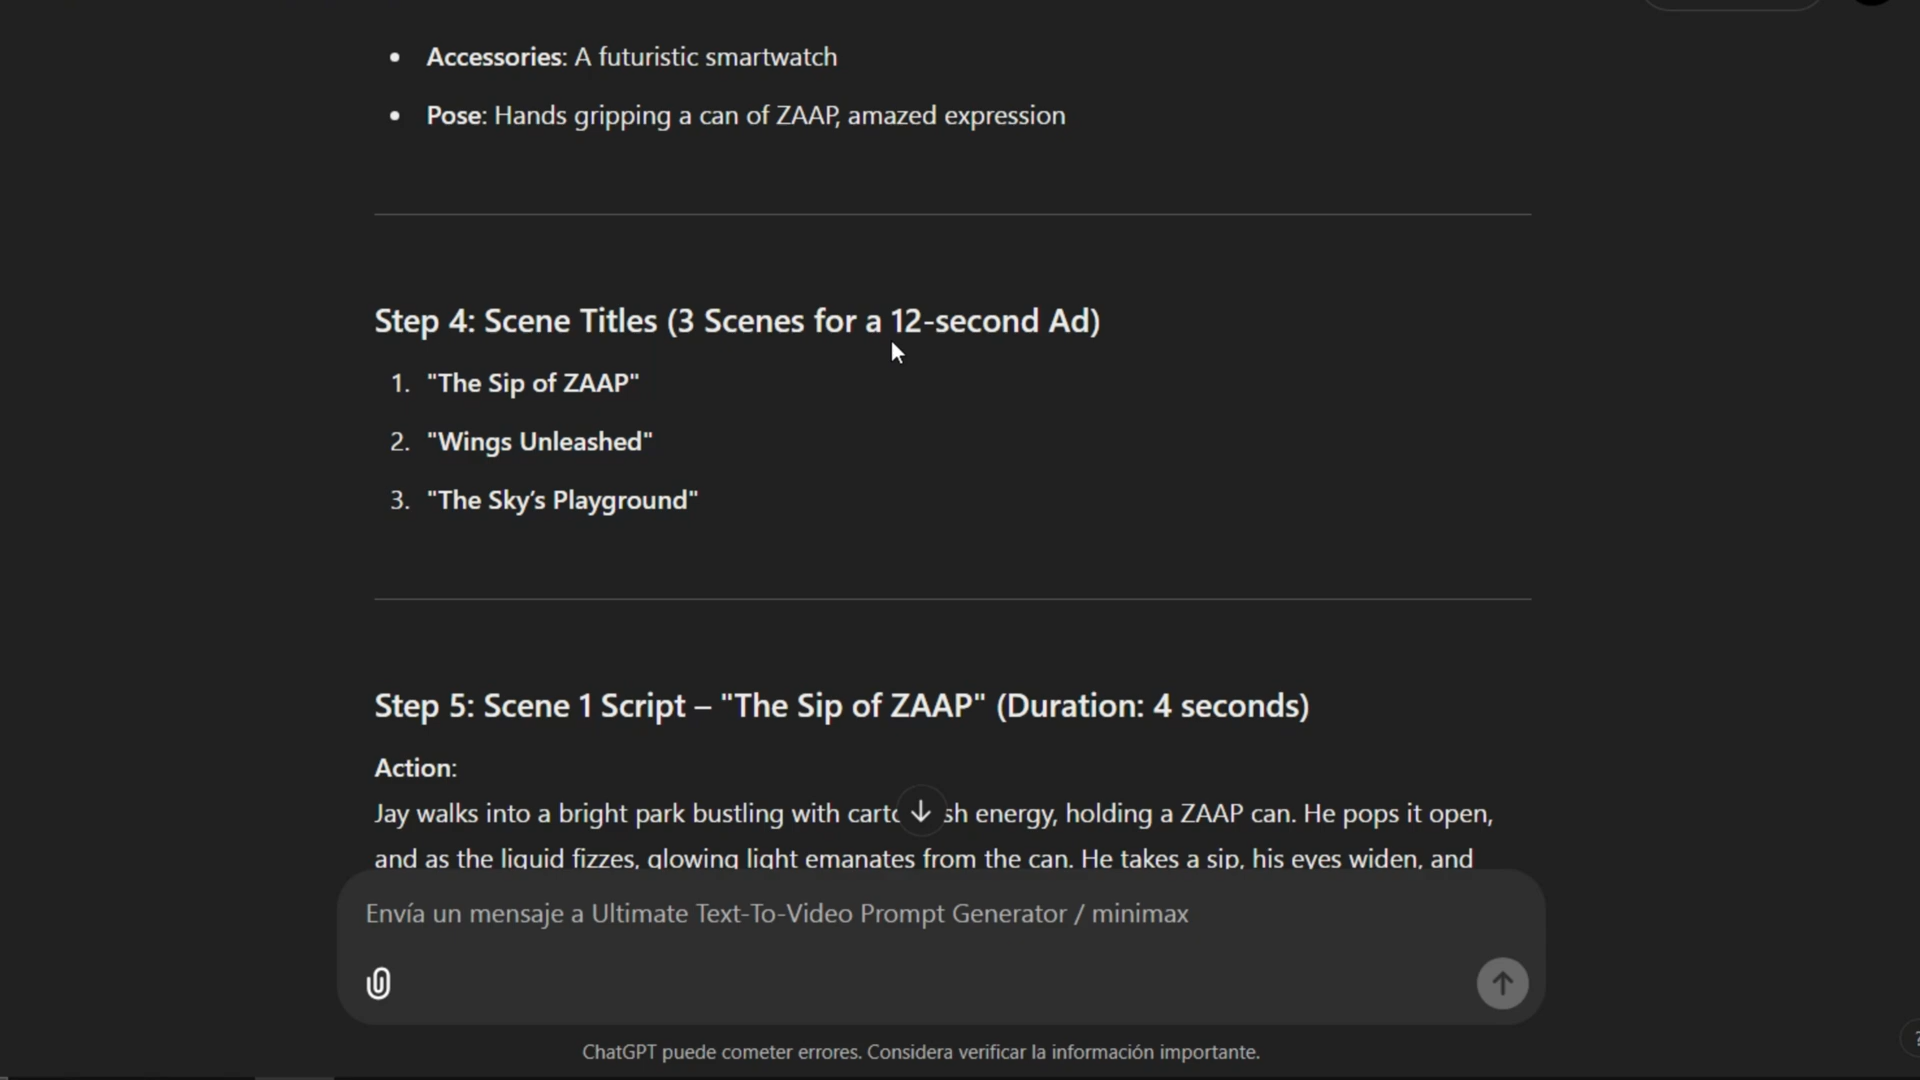 • Accessories: A futuristic smartwatch
• Pose: Hands gripping a can of ZAAP, amazed expression
Step 4: Scene Titles (3 Scenes for a 12-second Ad)
1. "The Sip of ZAAP"
2. "Wings Unleashed"
3. "The Sky's Playground"
Step 5: Scene 1 Script – "The Sip of ZAAP" (Duration: 4 seconds)
Action:
Jay walks into a bright park bustling with energy, holding a ZAAP can. He pops it open,
and as the liquid fizzes, glowing light emanates from the can. He takes a sip, his eyes widen, and
Envía un mensaje a Ultimate Text-To-Video Prompt Generator / minimax
ChatGPT puede cometer errores. Considera verificar la información importante.
?